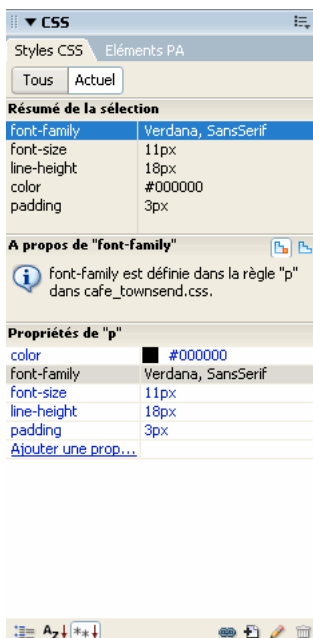 CSS
Styles CSS Eléments PA
Tous Actuel
Résumé de la sélection
font-family Verdana, SansSerif
font-size 11px
line-height 18px
color #000000
padding 3px
A propos de "font-family"
font-family est définie dans la règle "p"
dans cafe_townsend.css.
Propriétés de "p"
color #000000
font-family Verdana, SansSerif
font-size 11px
line-height 18px
padding 3px
Ajouter une prop...